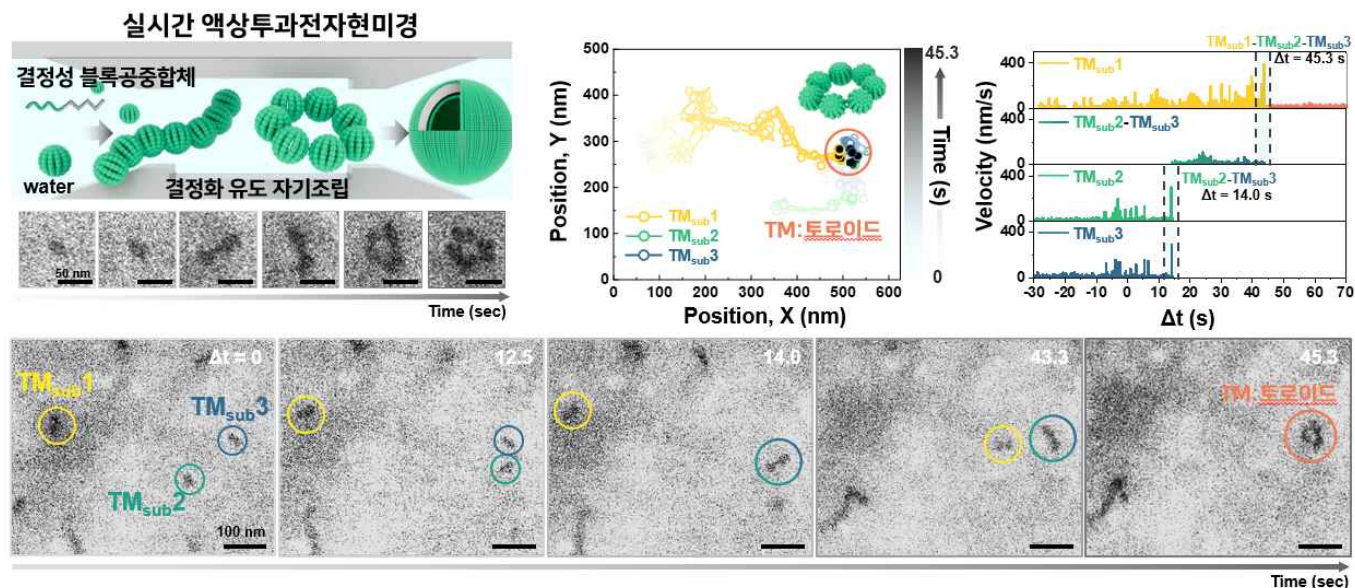 실시간 액상투과전자현미경
결정성 블록공중합체
water
결정화 유도 자기조립
50 nm
Time (sec)
Position, Y (nm)
500
400
300
200
100
0
TMsub1
TMsub2
TMsub3
TM:토로이드
0 100 200 300 400 500 600
Position, X (nm)
45.3
Time (s)
0
TMsub1-TMsub2-TMsub3
Δt = 45.3 s
Velocity (nm/s)
400
TMsub1
0
400
TMsub2-TMsub3
0
400
TMsub2
TMsub2-TMsub3
Δt = 14.0 s
0
400
TMsub3
0
-30 -20 -10 0 10 20 30 40 50 60 70
Δt (s)
Δt = 0
TMsub1
TMsub3
TMsub2
100 nm
12.5
14.0
43.3
45.3
TM:토로이드
Time (sec)